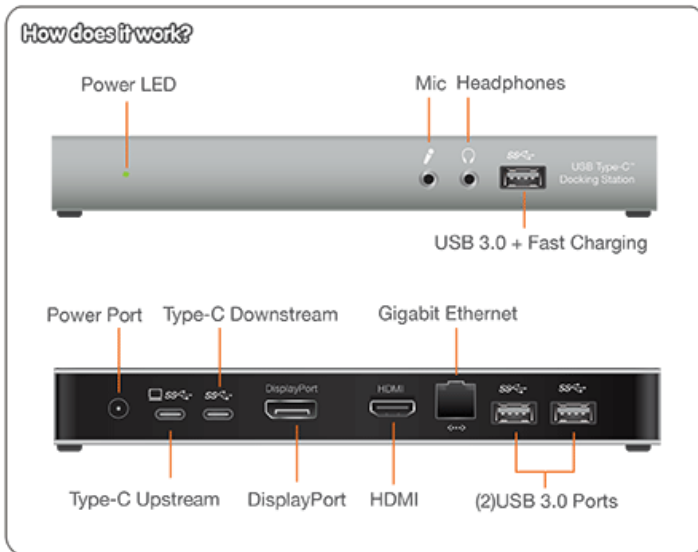 How does it work?
Power LED
Mic Headphones
USB Type-C™
Docking Station
USB 3.0 + Fast Charging
Power Port Type-C Downstream Gigabit Ethernet
DisplayPort HDMI
Type-C Upstream DisplayPort HDMI (2)USB 3.0 Ports